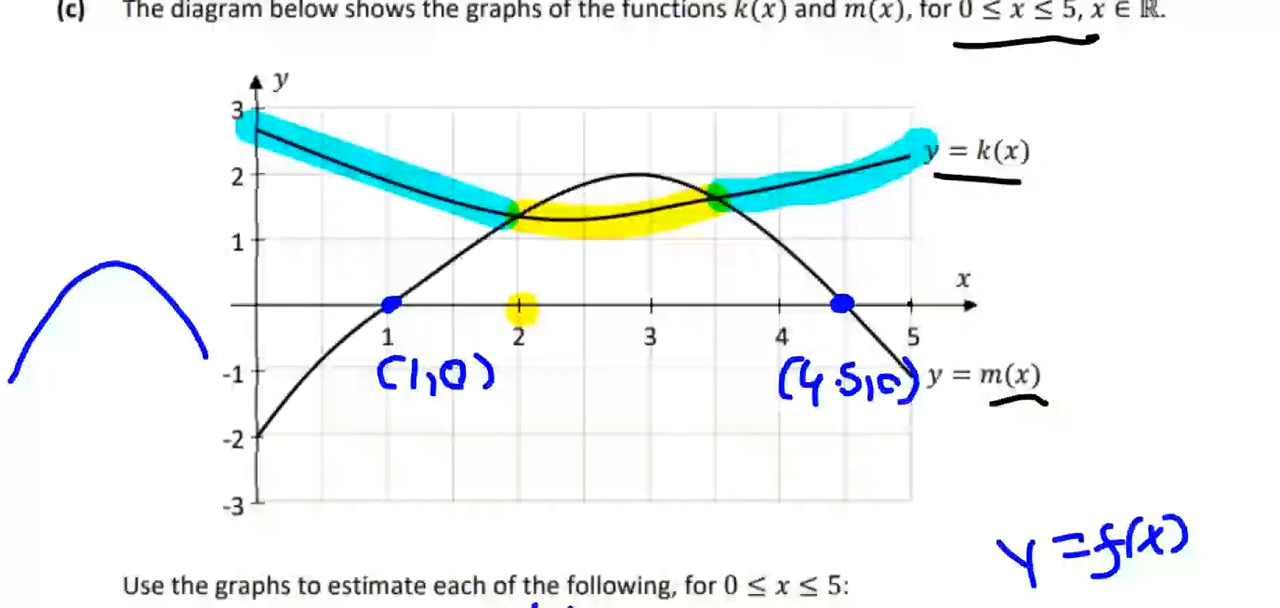 (c) The diagram below shows the graphs of the functions k(x) and m(x), for 0 ≤ x ≤ 5, x ∈ ℝ.
y
3
2
1
y = k(x)
x
1 2 3 4 5
-1
(1,0)
(4.5,0)
y = m(x)
-2
-3
y = f(x)
Use the graphs to estimate each of the following, for 0 ≤ x ≤ 5: